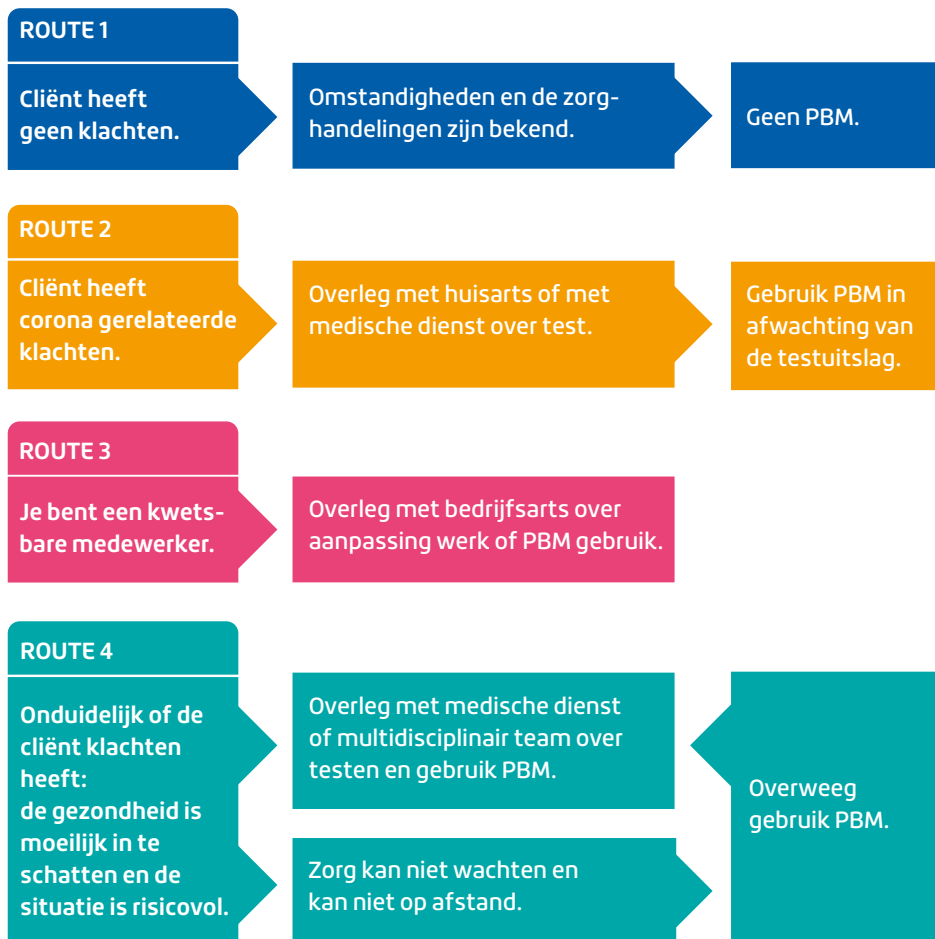 ROUTE 1
Cliënt heeft
geen klachten.
Omstandigheden en de zorg-
handelingen zijn bekend.
Geen PBM.
ROUTE 2
Cliënt heeft
corona gerelateerde
klachten.
Overleg met huisarts of met
medische dienst over test.
Gebruik PBM in
afwachting van
de testuitslag.
ROUTE 3
Je bent een kwets-
bare medewerker.
Overleg met bedrijfsarts over
aanpassing werk of PBM gebruik.
ROUTE 4
Onduidelijk of de
cliënt klachten
heeft:
de gezondheid is
moeilijk in te
schatten en de
situatie is risicovol.
Overleg met medische dienst
of multidisciplinair team over
testen en gebruik PBM.
Zorg kan niet wachten en
kan niet op afstand.
Overweeg
gebruik PBM.